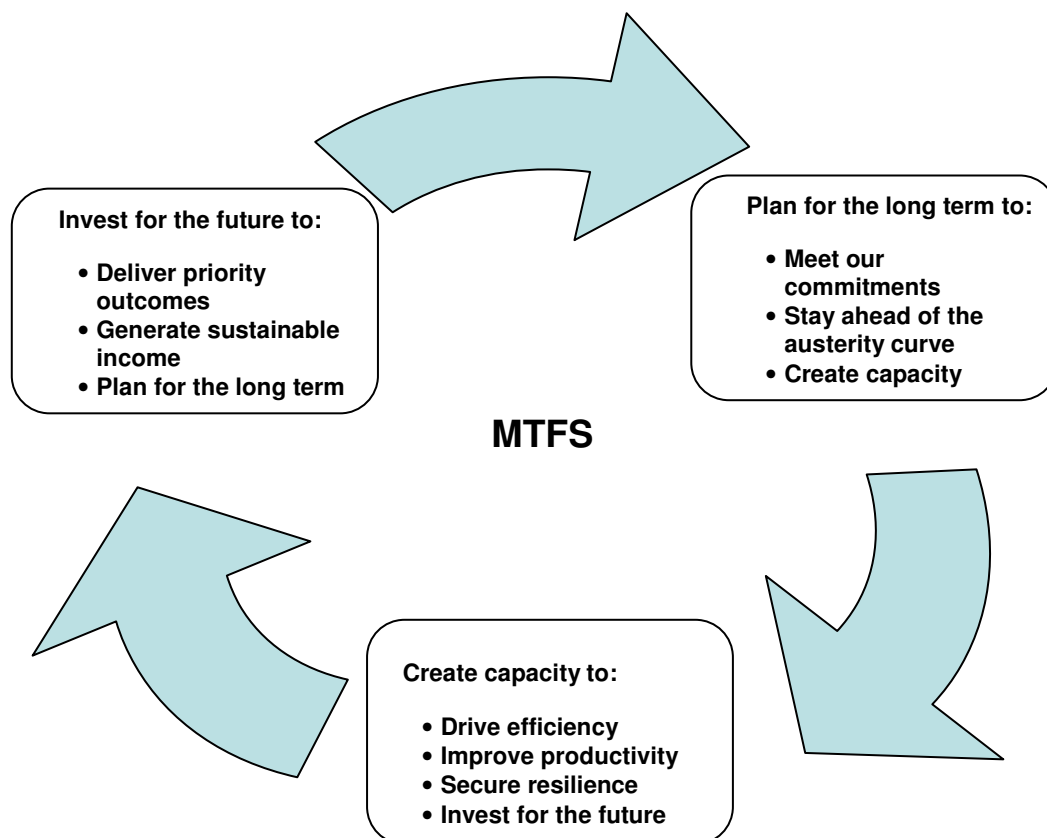 Invest for the future to:
• Deliver priority
outcomes
• Generate sustainable
income
• Plan for the long term
Plan for the long term to:
• Meet our
commitments
• Stay ahead of the
austerity curve
• Create capacity
MTFS
Create capacity to:
• Drive efficiency
• Improve productivity
• Secure resilience
• Invest for the future